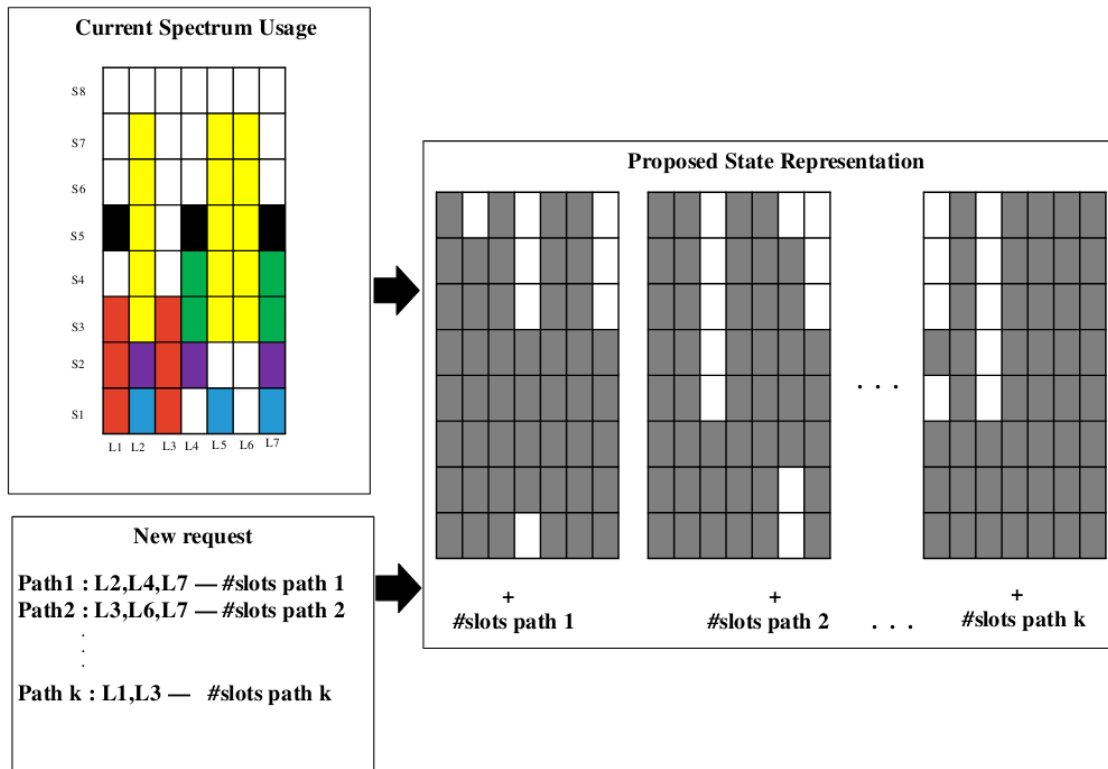 Current Spectrum Usage
S8
S7
S6
S5
S4
S3
S2
S1
L1 L2 L3 L4 L5 L6 L7
New request
Path1 : L2,L4,L7 — #slots path 1
Path2 : L3,L6,L7 — #slots path 2
.
.
.
Path k : L1,L3 — #slots path k
Proposed State Representation
. . .
+ + +
#slots path 1 #slots path 2 . . . #slots path k